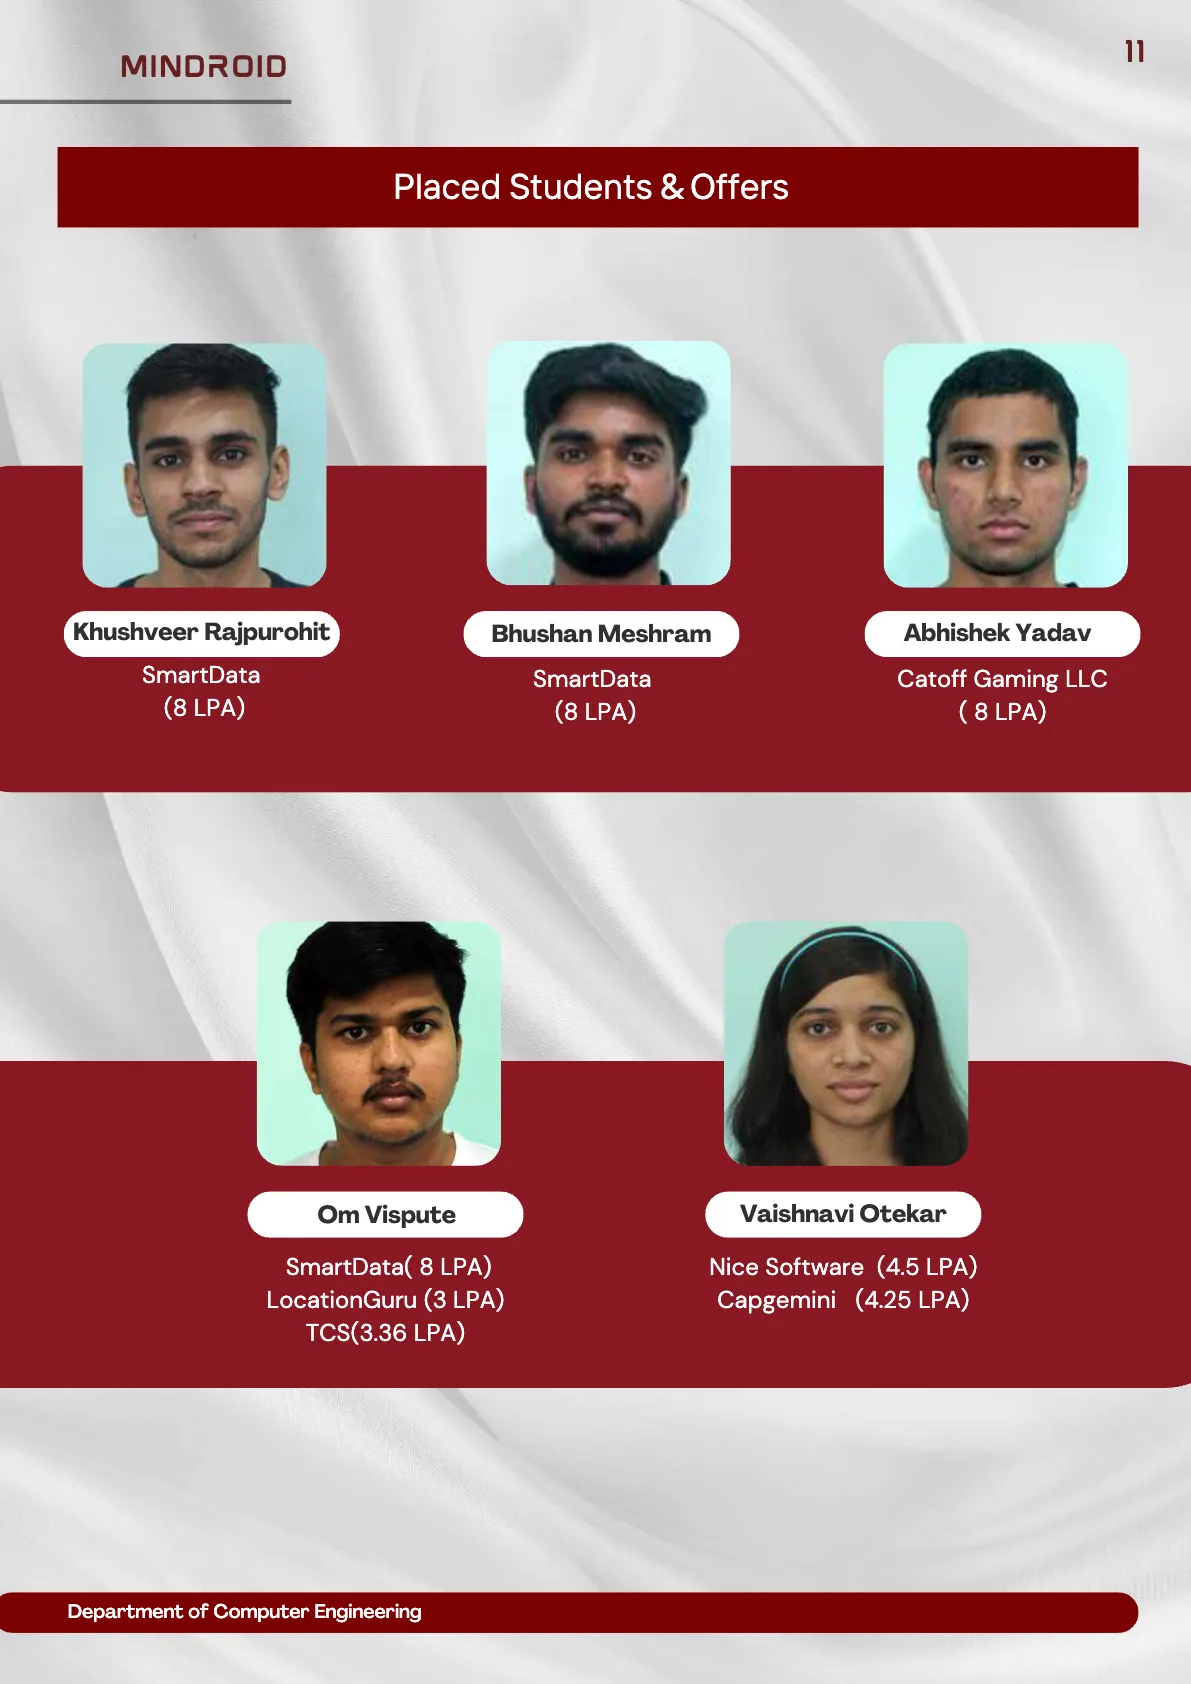 MINDROID
11
Placed Students & Offers
Khushveer Rajpurohit
SmartData
(8 LPA)
Bhushan Meshram
SmartData
(8 LPA)
Abhishek Yadav
Catoff Gaming LLC
( 8 LPA)
Om Vispute
SmartData( 8 LPA)
LocationGuru (3 LPA)
TCS(3.36 LPA)
Vaishnavi Otekar
Nice Software (4.5 LPA)
Capgemini (4.25 LPA)
Department of Computer Engineering